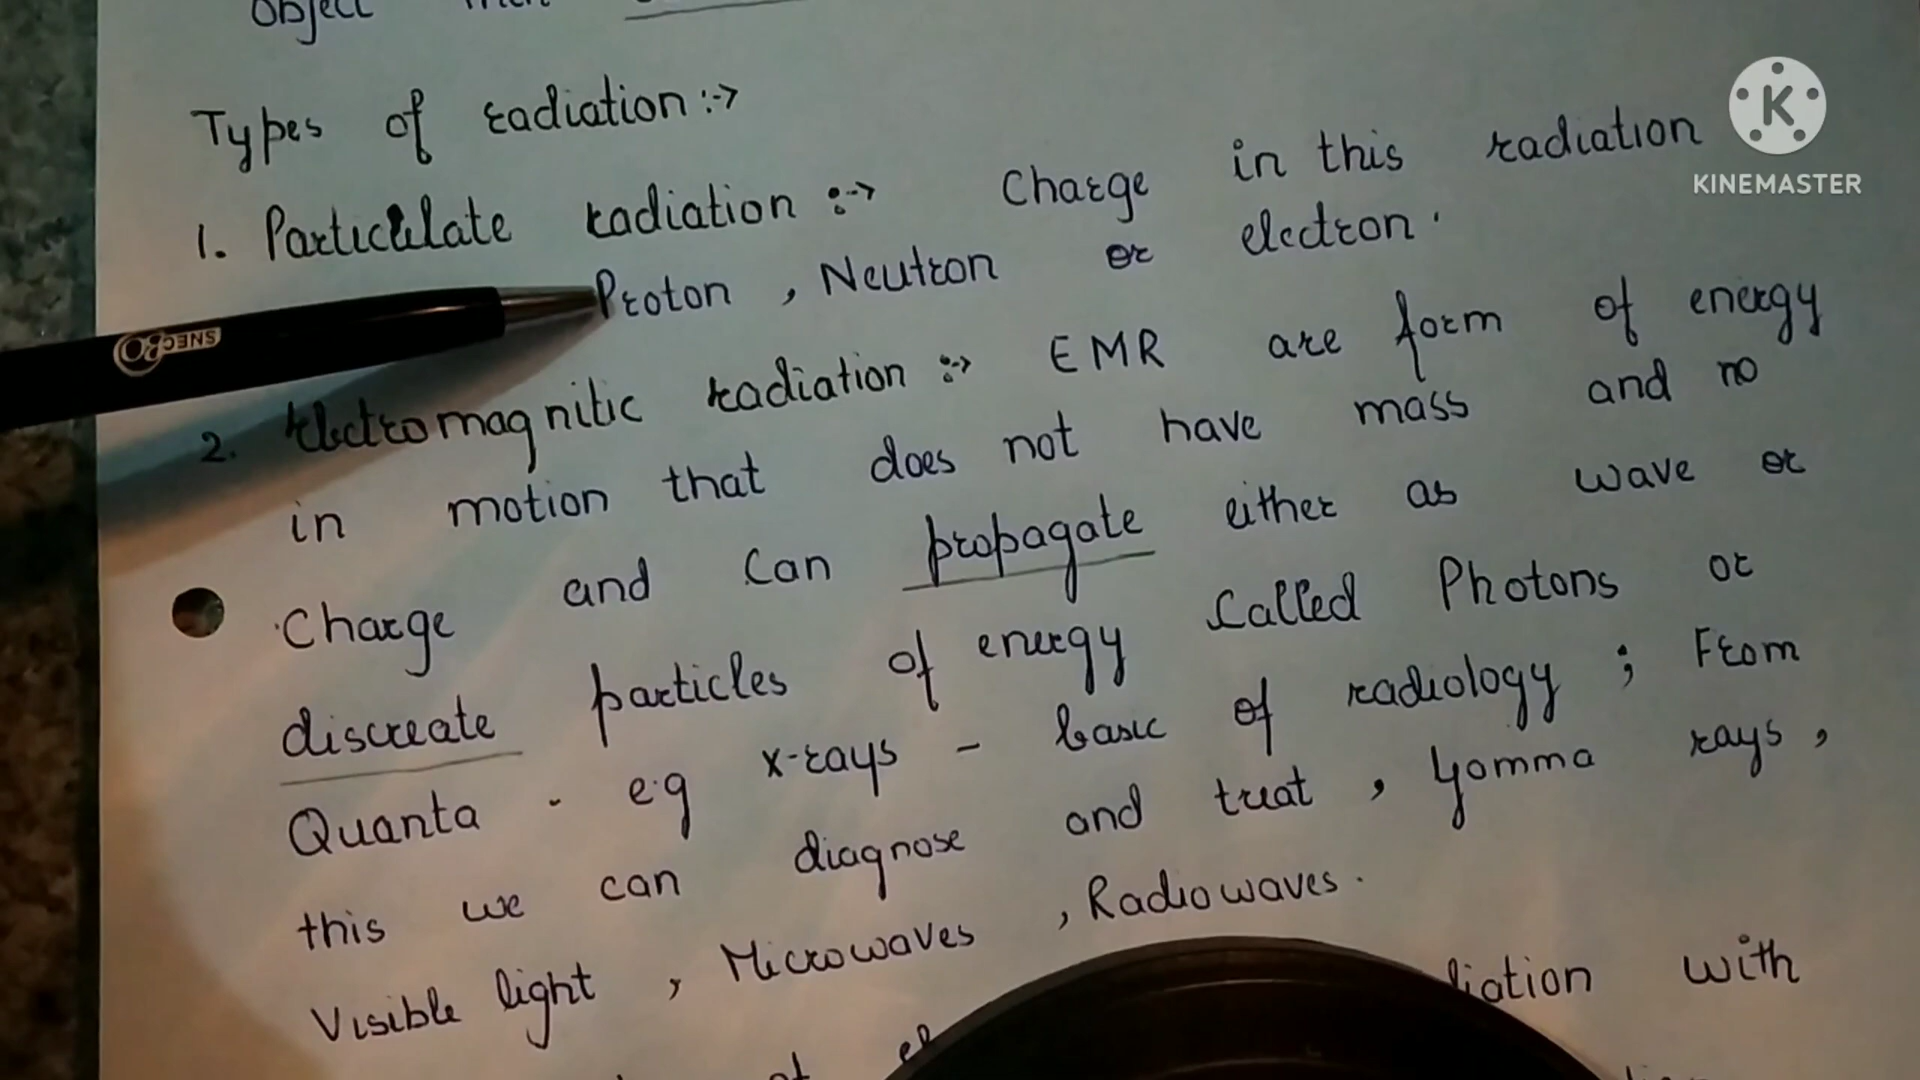 object
Types of radiation :->
1. Particulate radiation :-> Charge in this radiation
Proton , Neutron or electron .
2. Electromagnitic radiation :-> EMR are form of energy
in motion that does not have mass and no
Charge and can propagate either as wave or
discreate particles of energy Called Photons or
Quanta . e.g x-rays - basic of radiology ; From
this we can diagnose and treat , Yomma rays ,
Visible light , Microwaves , Radiowaves .
with
KINEMASTER